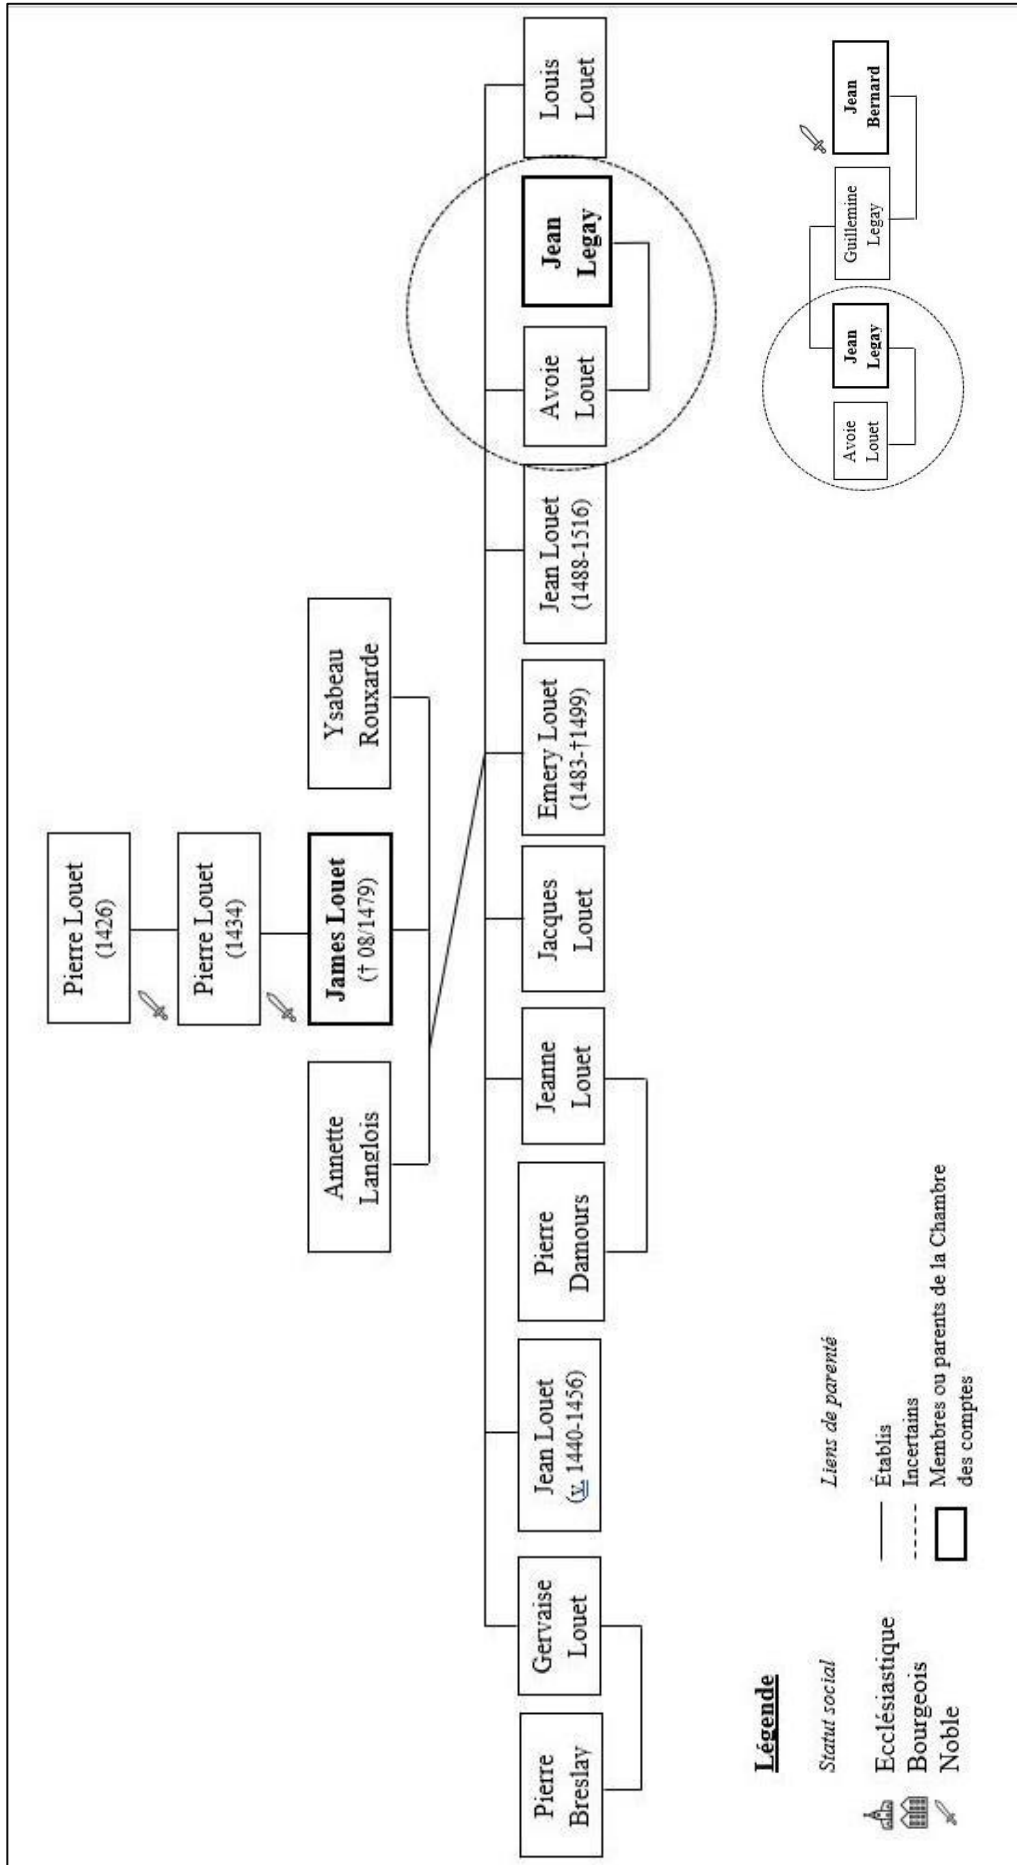 Pierre Louet
(1426)
Pierre Louet
(1434)
Annette
Langlois
James Louet
(† 08/1479)
Ysabeau
Rouxarde
Pierre
Breslay
Gervaise
Louet
Jean Louet
(v. 1440-1456)
Pierre
Damours
Jeanne
Louet
Jacques
Louet
Emery Louet
(1483-†1499)
Jean Louet
(1488-1516)
Avoie
Louet
Jean
Legay
Louis
Louet
Avoie
Louet
Jean
Legay
Guillemine
Legay
Jean
Bernard
Légende
Statut social
Ecclésiastique
Bourgeois
Noble
Liens de parenté
Établis
Incertains
Membres ou parents de la Chambre
des comptes